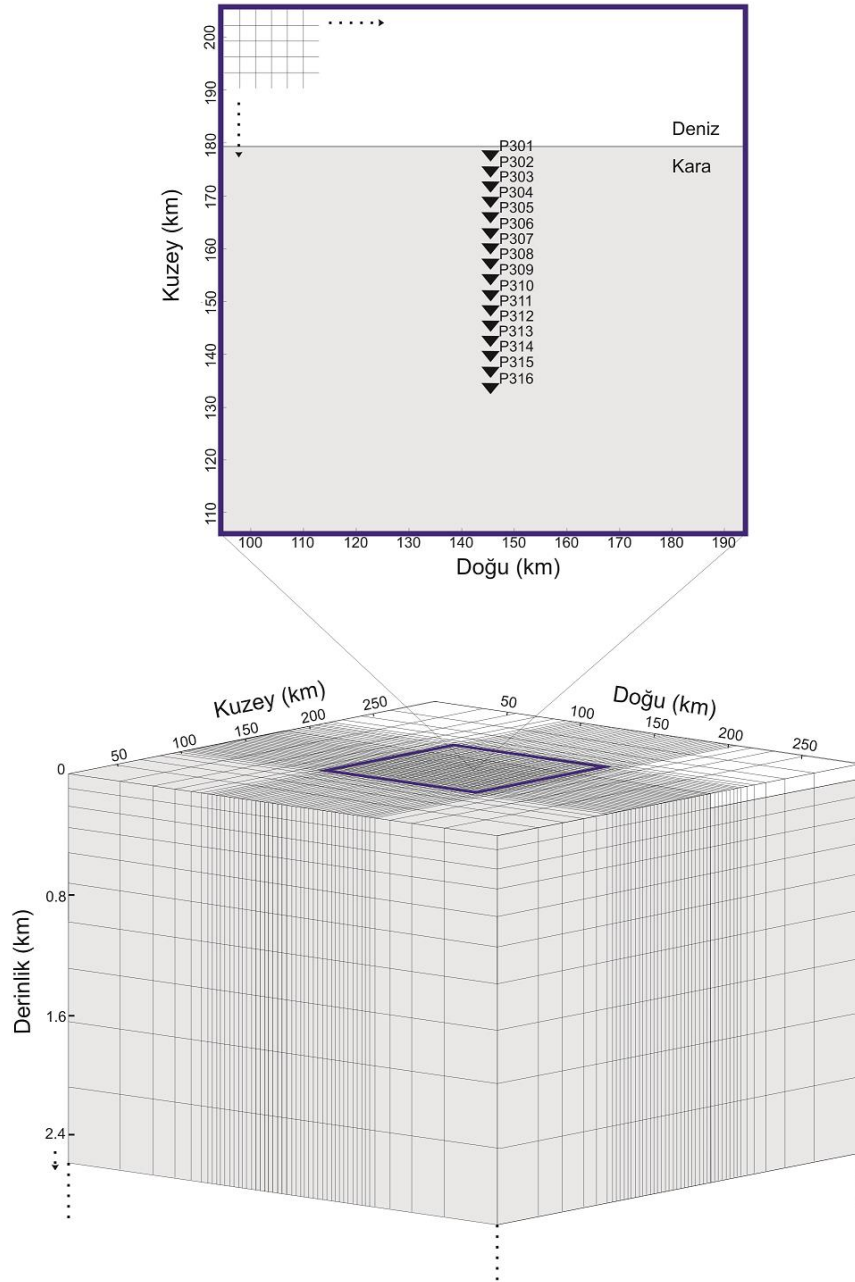 200
190
180
170
160
150
140
130
120
110
Kuzey (km)
Deniz
Kara
P301
P302
P303
P304
P305
P306
P307
P308
P309
P310
P311
P312
P313
P314
P315
P316
100 110 120 130 140 150 160 170 180 190
Doğu (km)
Kuzey (km)
50 100 150 200 250
Doğu (km)
50 100 150 200 250
0
0.8
1.6
2.4
Derinlik (km)